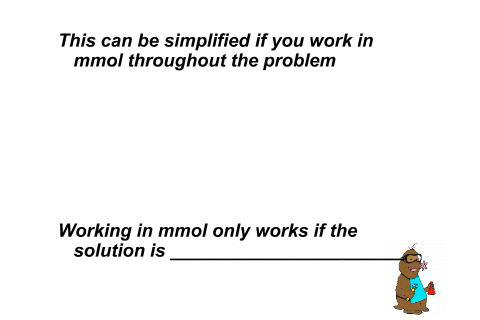 This can be simplified if you work in
mmol throughout the problem
Working in mmol only works if the
solution is ______________________